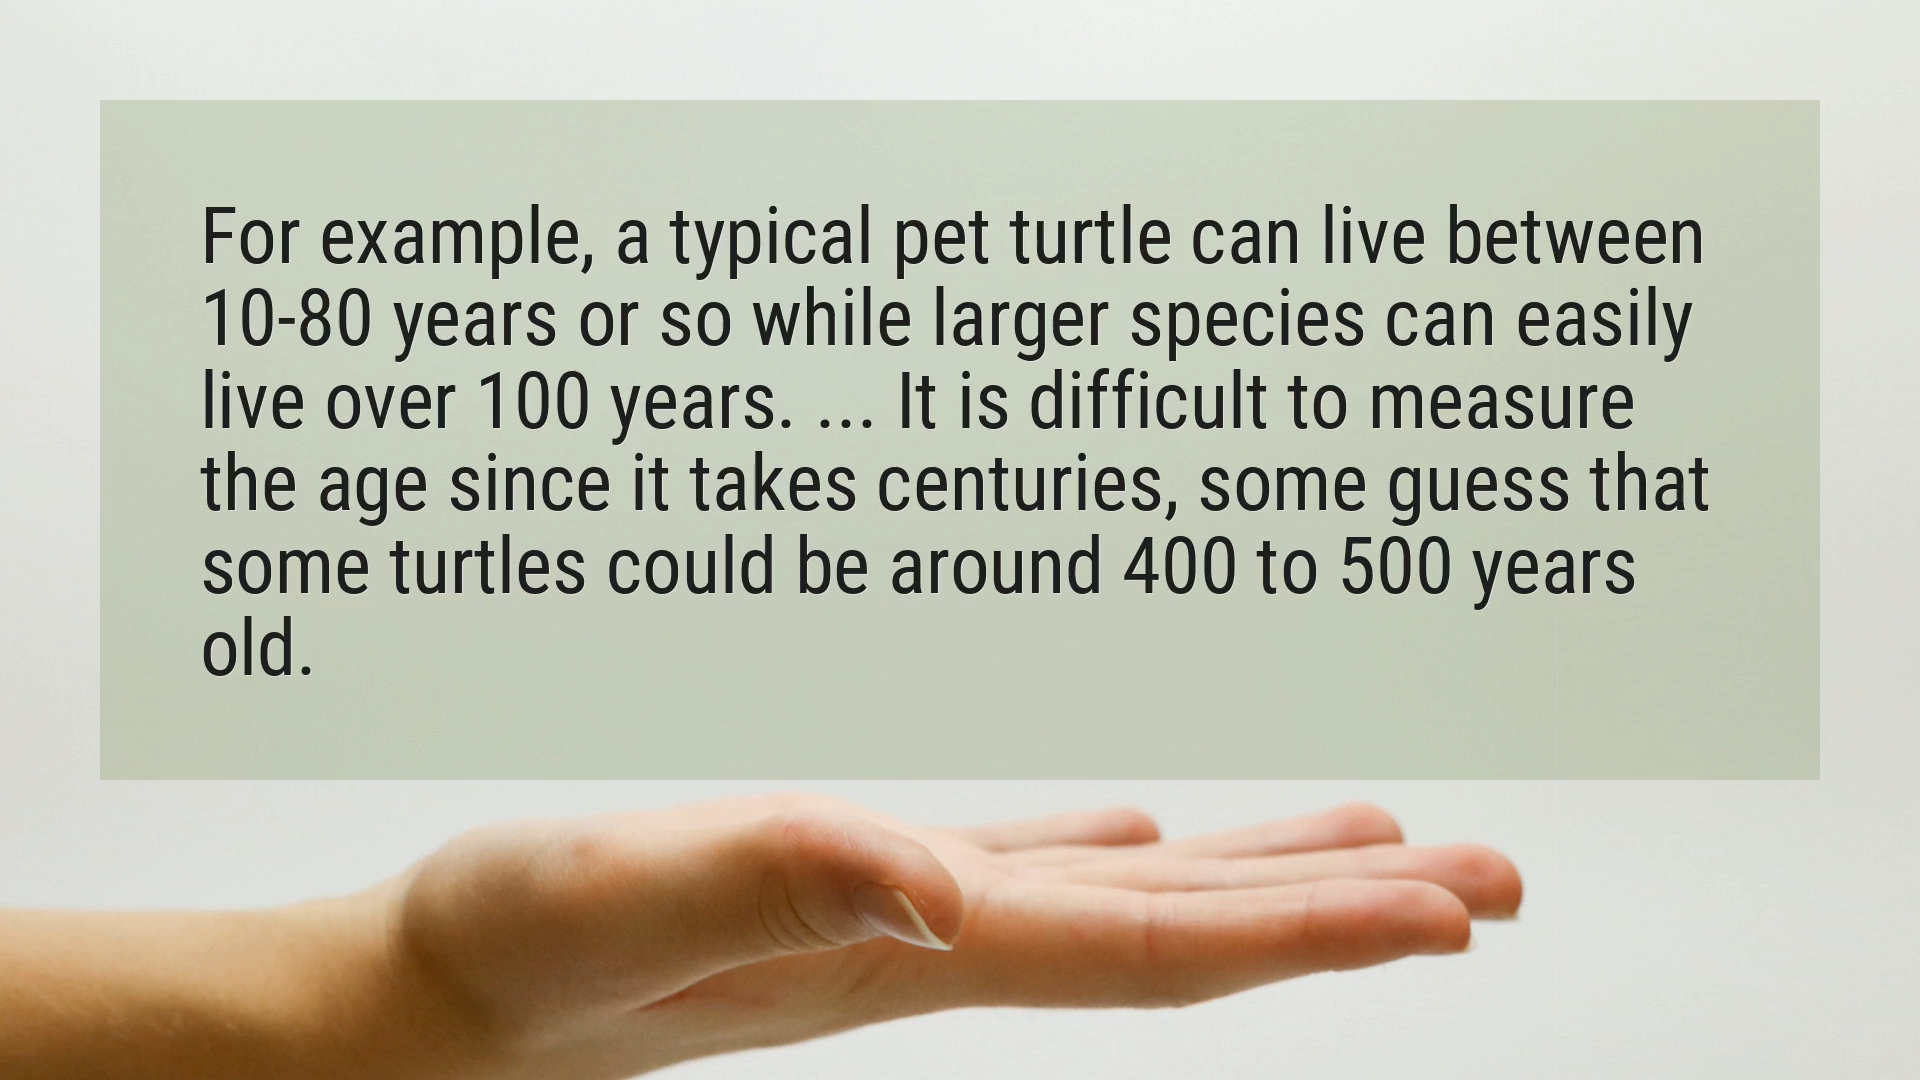 For example, a typical pet turtle can live between
10-80 years or so while larger species can easily
live over 100 years. ... It is difficult to measure
the age since it takes centuries, some guess that
some turtles could be around 400 to 500 years
old.